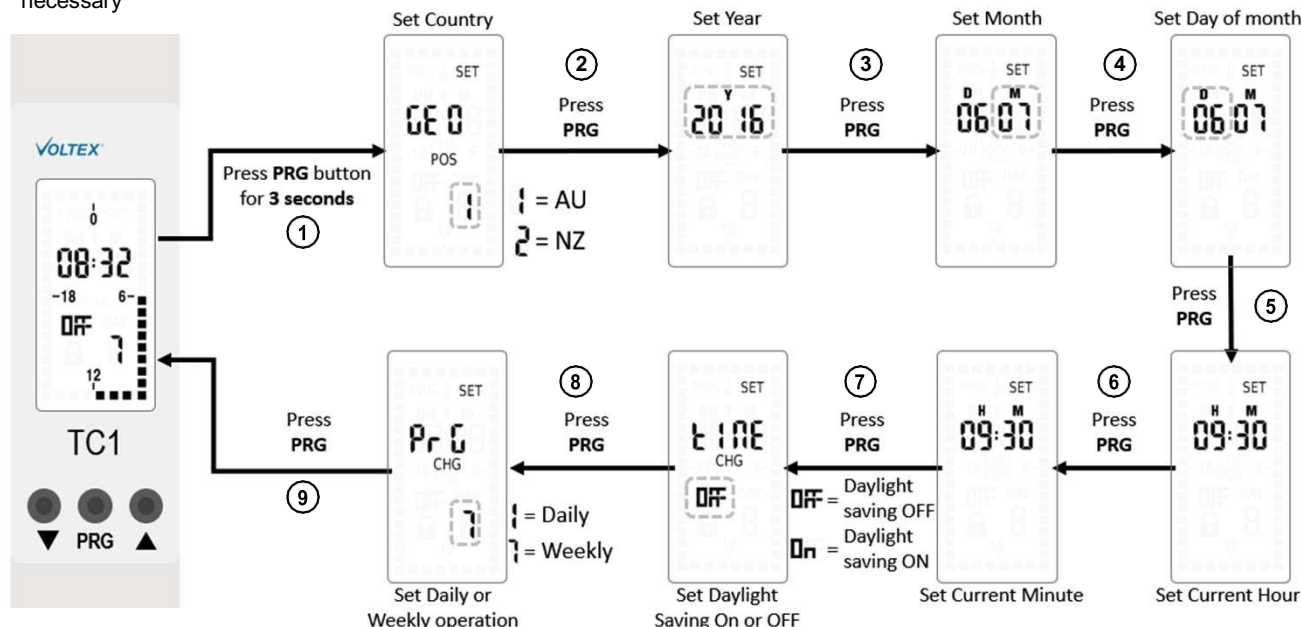 necessary
Set Country
Set Year
Set Month
Set Day of month
VOLTEX
0
08:32
-18 6-
OFF
7
12
TC1
PRG
Press PRG button
for 3 seconds
1
SET
GEO
POS
1
1 = AU
2 = NZ
2
Press
PRG
SET
Y
2016
3
Press
PRG
SET
D M
06 07
4
Press
PRG
SET
D M
06 07
Press
PRG
5
SET
H M
09:30
Set Current Hour
6
Press
PRG
SET
H M
09:30
Set Current Minute
7
Press
PRG
OFF = Daylight
saving OFF
On = Daylight
saving ON
SET
tIME
CHG
OFF
Set Daylight
Saving On or OFF
8
Press
PRG
1 = Daily
7 = Weekly
SET
PrG
CHG
7
Set Daily or
Weekly operation
Press
PRG
9